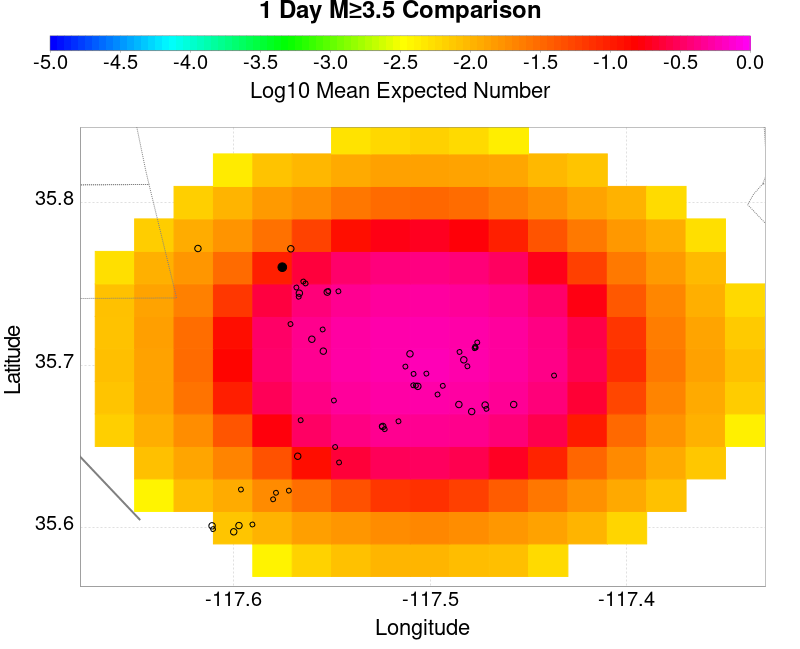 1 Day M≥3.5 Comparison
-5.0 -4.5 -4.0 -3.5 -3.0 -2.5 -2.0 -1.5 -1.0 -0.5 0.0
Log10 Mean Expected Number
35.8
35.7
35.6
Latitude
-117.6 -117.5 -117.4
Longitude